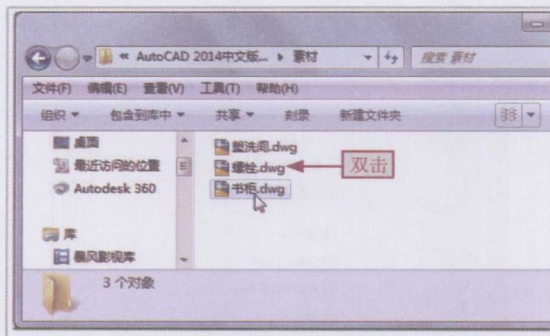 « AutoCAD 2014中文版... ▸ 素材
搜索 素材
文件(F) 编辑(E) 查看(V) 工具(T) 帮助(H)
组织 包含到库中 共享 刻录 新建文件夹
桌面
最近访问的位置
Autodesk 360
库
暴风影视库
盥洗间.dwg
螺栓.dwg
双击
书柜.dwg
3 个对象